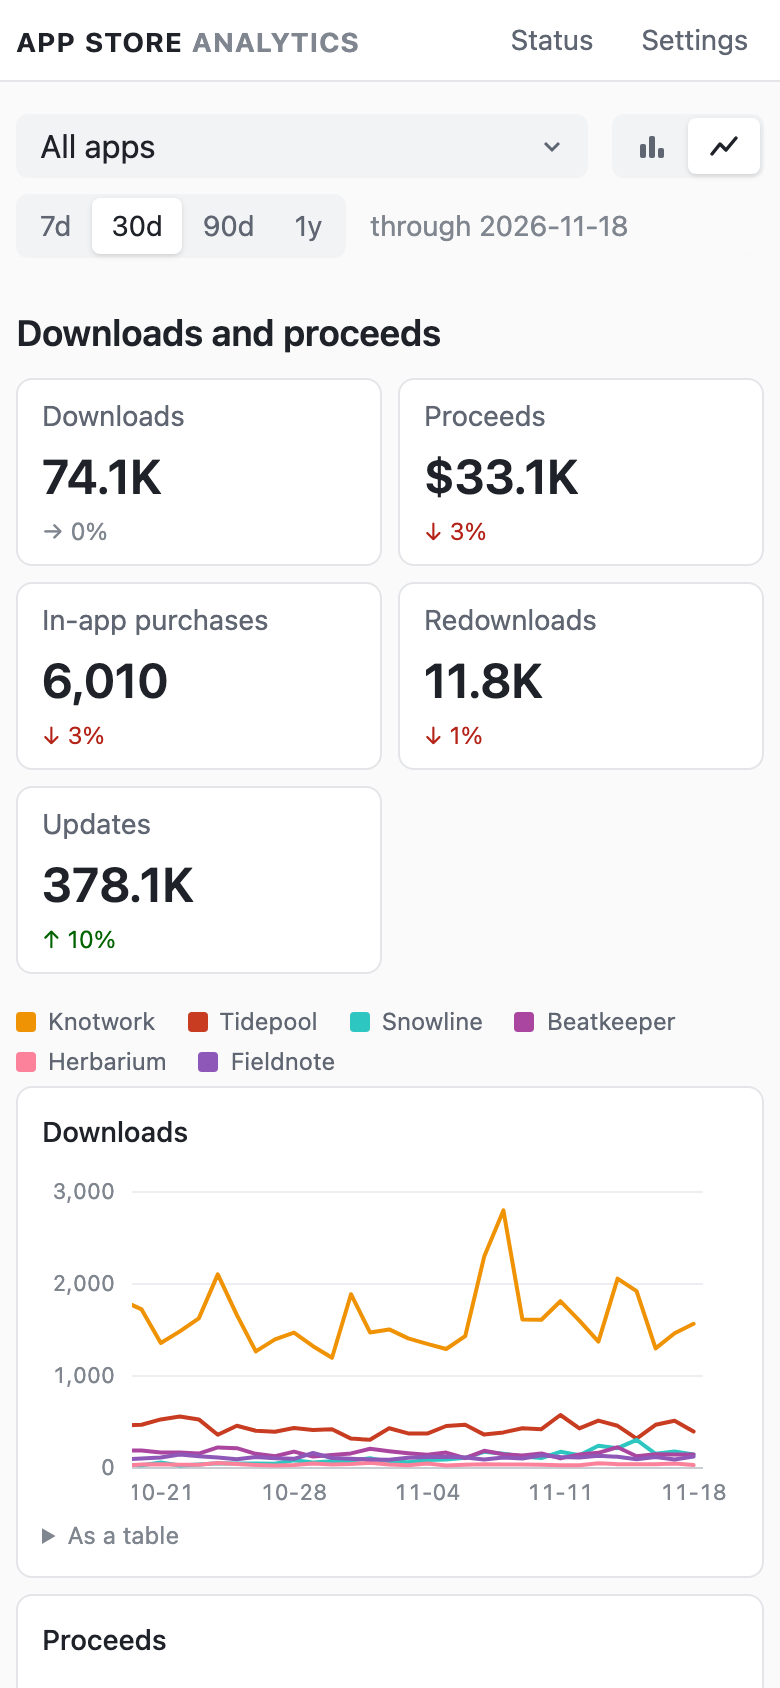 APP STORE ANALYTICS Status Settings
All apps
7d 30d 90d 1y through 2026-11-18
Downloads and proceeds
Downloads
74.1K
→ 0%
Proceeds
$33.1K
↓ 3%
In-app purchases
6,010
↓ 3%
Redownloads
11.8K
↓ 1%
Updates
378.1K
↑ 10%
Knotwork Tidepool Snowline Beatkeeper
Herbarium Fieldnote
Downloads
3,000
2,000
1,000
0
10-21 10-28 11-04 11-11 11-18
▶ As a table
Proceeds